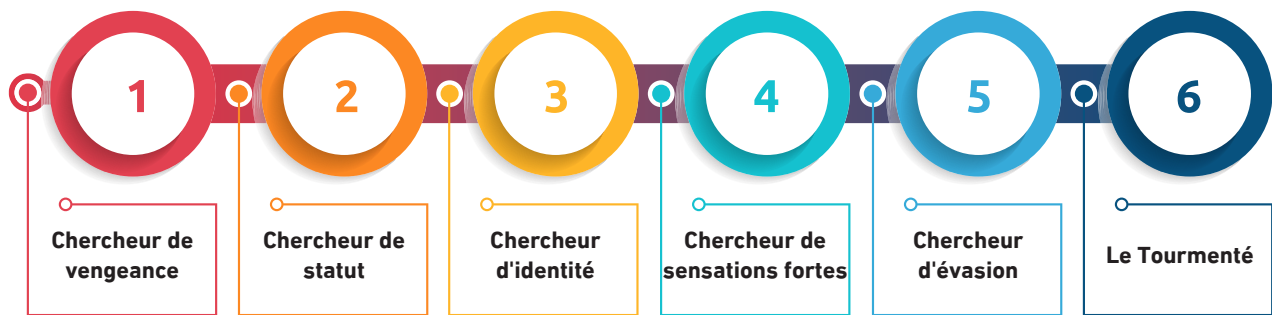 1
2
3
4
5
6
Chercheur de
vengeance
Chercheur de
statut
Chercheur
d'identité
Chercheur de
sensations fortes
Chercheur
d'évasion
Le Tourmenté